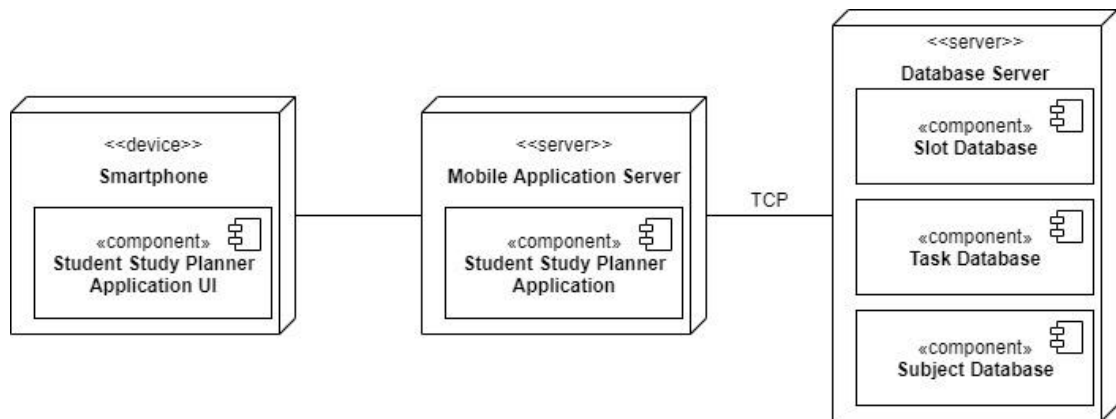 <<device>>
Smartphone
«component»
Student Study Planner
Application UI
<<server>>
Mobile Application Server
«component»
Student Study Planner
Application
TCP
<<server>>
Database Server
«component»
Slot Database
«component»
Task Database
«component»
Subject Database